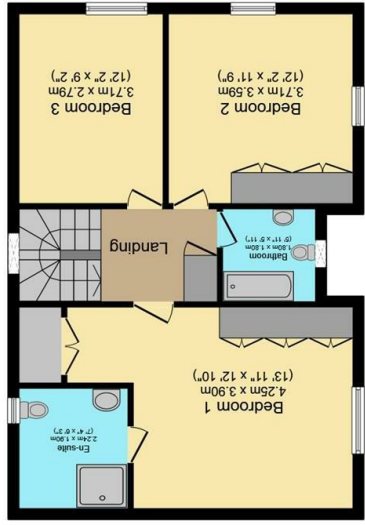 En-suite
2.24m x 1.90m
(7' 4" x 6' 3")
Bedroom 1
4.25m x 3.90m
(13' 11" x 12' 10")
Bathroom
1.80m x 1.80m
(5' 11" x 5' 11")
Landing
Bedroom 2
3.71m x 3.59m
(12' 2" x 11' 9")
Bedroom 3
3.71m x 2.79m
(12' 2" x 9' 2")